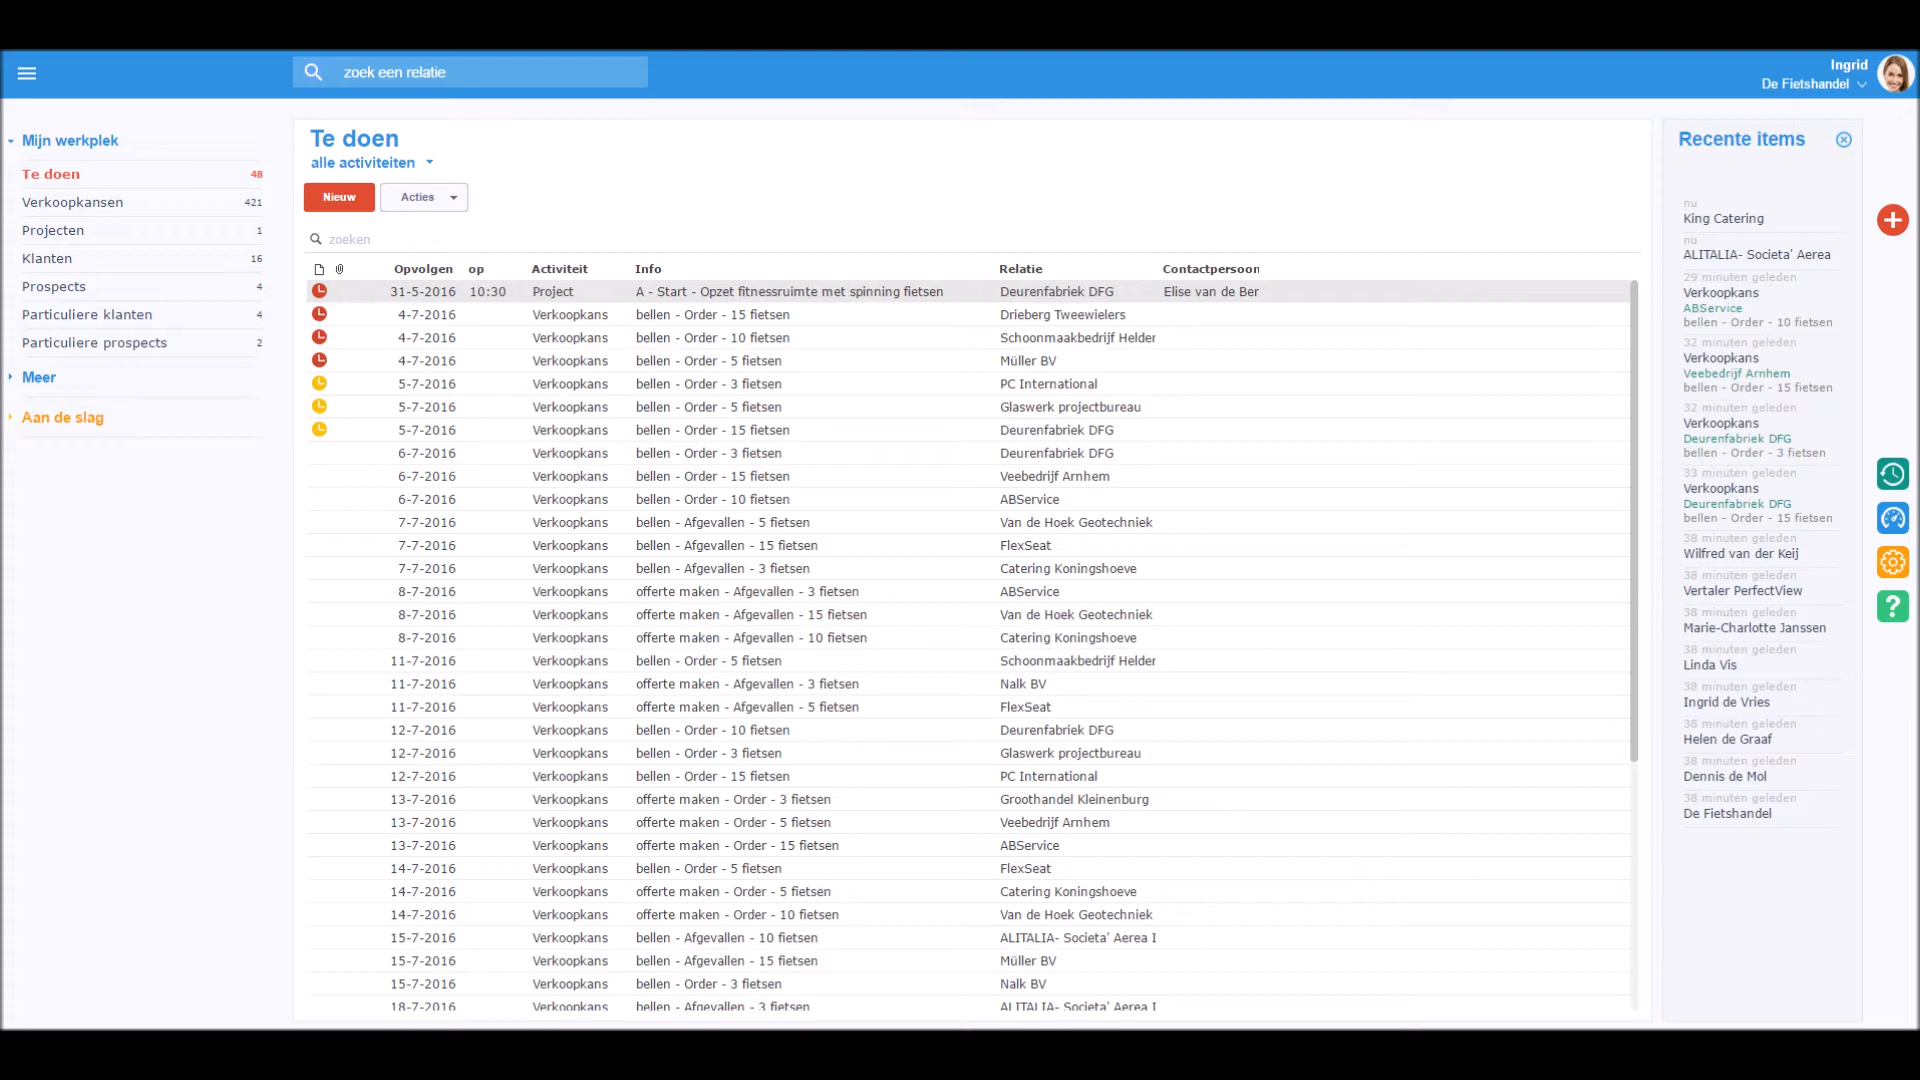 zoek een relatie
Ingrid
De Fietshandel
Mijn werkplek
Te doen 48
Verkoopkansen 421
Projecten 1
Klanten 16
Prospects 4
Particuliere klanten 4
Particuliere prospects 2
Meer
Aan de slag
Te doen
alle activiteiten
Nieuw Acties
zoeken
Opvolgen op Activiteit Info Relatie Contactpersoon
31-5-2016 10:30 Project A - Start - Opzet fitnessruimte met spinning fietsen Deurenfabriek DFG Elise van de Ber
4-7-2016 Verkoopkans bellen - Order - 15 fietsen Drieberg Tweewielers
4-7-2016 Verkoopkans bellen - Order - 10 fietsen Schoonmaakbedrijf Helder
4-7-2016 Verkoopkans bellen - Order - 5 fietsen Müller BV
5-7-2016 Verkoopkans bellen - Order - 3 fietsen PC International
5-7-2016 Verkoopkans bellen - Order - 5 fietsen Glaswerk projectbureau
5-7-2016 Verkoopkans bellen - Order - 15 fietsen Deurenfabriek DFG
6-7-2016 Verkoopkans bellen - Order - 3 fietsen Deurenfabriek DFG
6-7-2016 Verkoopkans bellen - Order - 15 fietsen Veebedrijf Arnhem
6-7-2016 Verkoopkans bellen - Order - 10 fietsen ABService
7-7-2016 Verkoopkans bellen - Afgevallen - 5 fietsen Van de Hoek Geotechniek
7-7-2016 Verkoopkans bellen - Afgevallen - 15 fietsen FlexSeat
7-7-2016 Verkoopkans bellen - Afgevallen - 3 fietsen Catering Koningshoeve
8-7-2016 Verkoopkans offerte maken - Afgevallen - 3 fietsen ABService
8-7-2016 Verkoopkans offerte maken - Afgevallen - 15 fietsen Van de Hoek Geotechniek
8-7-2016 Verkoopkans offerte maken - Afgevallen - 10 fietsen Catering Koningshoeve
11-7-2016 Verkoopkans bellen - Order - 5 fietsen Schoonmaakbedrijf Helder
11-7-2016 Verkoopkans offerte maken - Afgevallen - 3 fietsen Nalk BV
11-7-2016 Verkoopkans offerte maken - Afgevallen - 5 fietsen FlexSeat
12-7-2016 Verkoopkans bellen - Order - 10 fietsen Deurenfabriek DFG
12-7-2016 Verkoopkans bellen - Order - 3 fietsen Glaswerk projectbureau
12-7-2016 Verkoopkans bellen - Order - 15 fietsen PC International
13-7-2016 Verkoopkans offerte maken - Order - 3 fietsen Groothandel Kleinenburg
13-7-2016 Verkoopkans offerte maken - Order - 5 fietsen Veebedrijf Arnhem
13-7-2016 Verkoopkans offerte maken - Order - 15 fietsen ABService
14-7-2016 Verkoopkans bellen - Order - 5 fietsen FlexSeat
14-7-2016 Verkoopkans offerte maken - Order - 5 fietsen Catering Koningshoeve
14-7-2016 Verkoopkans offerte maken - Order - 10 fietsen Van de Hoek Geotechniek
15-7-2016 Verkoopkans bellen - Afgevallen - 10 fietsen ALITALIA- Societa' Aerea I
15-7-2016 Verkoopkans bellen - Afgevallen - 15 fietsen Müller BV
15-7-2016 Verkoopkans bellen - Order - 3 fietsen Nalk BV
18-7-2016 Verkoopkans bellen - Afgevallen - 3 fietsen ALITALIA- Societa' Aerea I
Recente items
nu
King Catering
nu
ALITALIA- Societa' Aerea
29 minuten geleden
Verkoopkans
ABService
bellen - Order - 10 fietsen
32 minuten geleden
Verkoopkans
Veebedrijf Arnhem
bellen - Order - 15 fietsen
32 minuten geleden
Verkoopkans
Deurenfabriek DFG
bellen - Order - 3 fietsen
33 minuten geleden
Verkoopkans
Deurenfabriek DFG
bellen - Order - 15 fietsen
38 minuten geleden
Wilfred van der Keij
38 minuten geleden
Vertaler PerfectView
38 minuten geleden
Marie-Charlotte Janssen
38 minuten geleden
Linda Vis
38 minuten geleden
Ingrid de Vries
38 minuten geleden
Helen de Graaf
38 minuten geleden
Dennis de Mol
38 minuten geleden
De Fietshandel